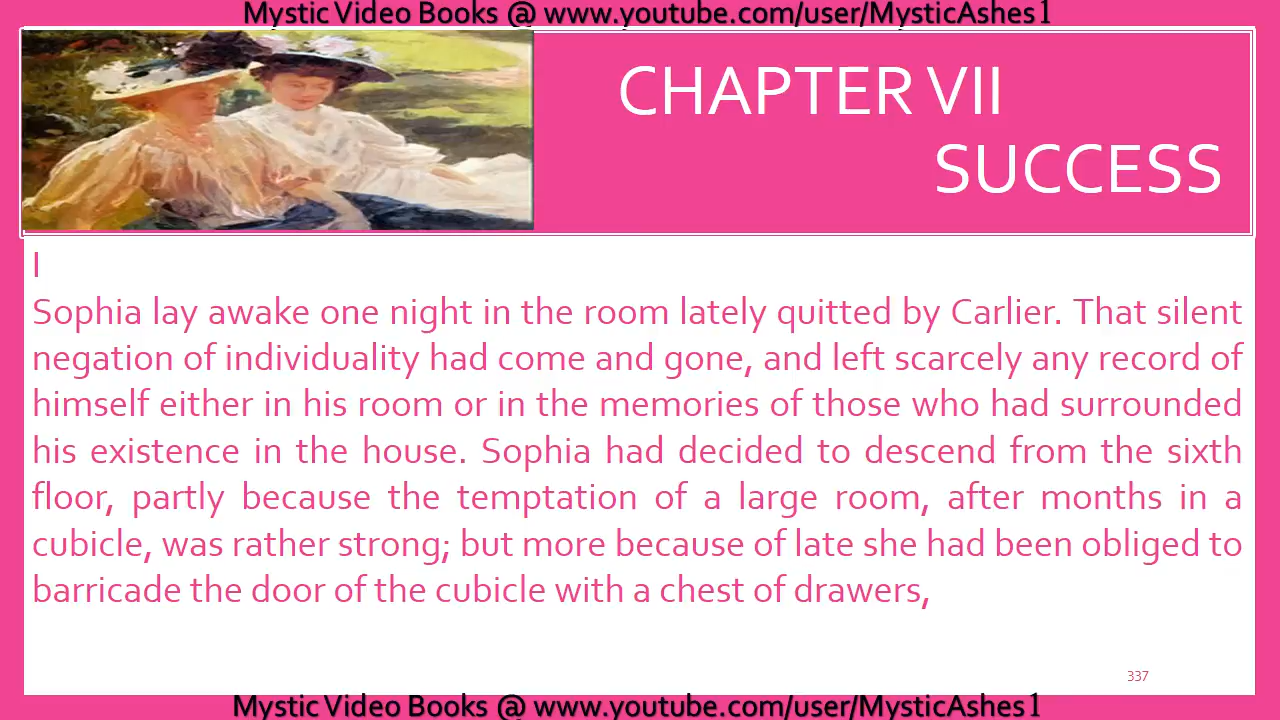 Mystic Video Books @ www.youtube.com/user/MysticAshes1
CHAPTER VII
SUCCESS
I
Sophia lay awake one night in the room lately quitted by Carlier. That silent
negation of individuality had come and gone, and left scarcely any record of
himself either in his room or in the memories of those who had surrounded
his existence in the house. Sophia had decided to descend from the sixth
floor, partly because the temptation of a large room, after months in a
cubicle, was rather strong; but more because of late she had been obliged to
barricade the door of the cubicle with a chest of drawers,
337
Mystic Video Books @ www.youtube.com/user/MysticAshes1